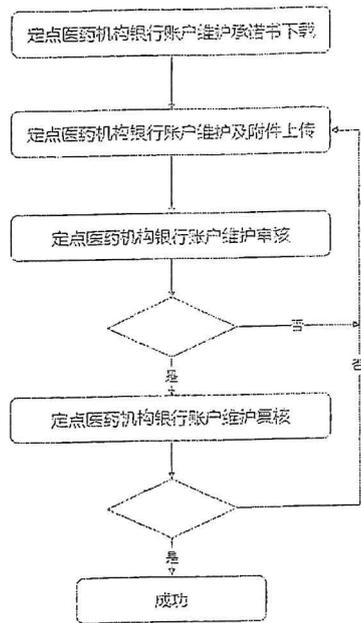 定点医药机构银行账户维护承诺书下载
定点医药机构银行账户维护及附件上传
定点医药机构银行账户维护审核
否
是
否
定点医药机构银行账户维护复核
是
成功